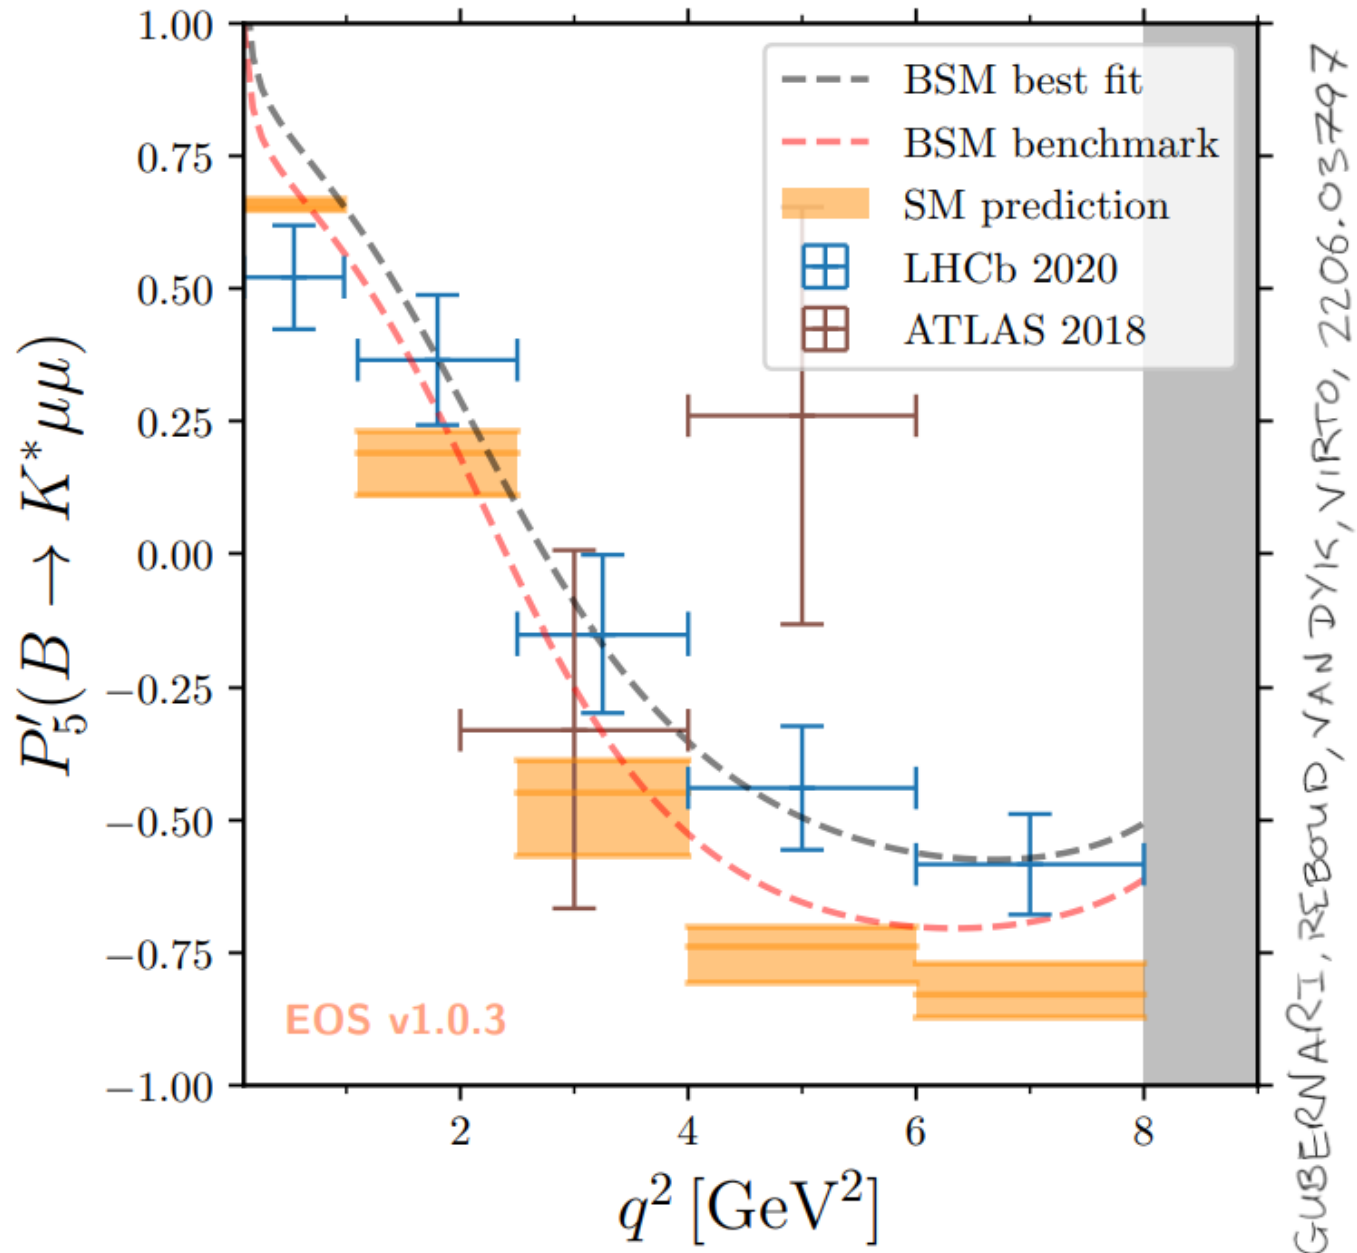 1.00
0.75
0.50
0.25
0.00
−0.25
−0.50
−0.75
−1.00
P′5(B → K*μμ)
BSM best fit
BSM benchmark
SM prediction
LHCb 2020
ATLAS 2018
EOS v1.0.3
2 4 6 8
q² [GeV²]
GUBERNARI, REBOUD, VAN DYK, VIRTO, 2206.03797